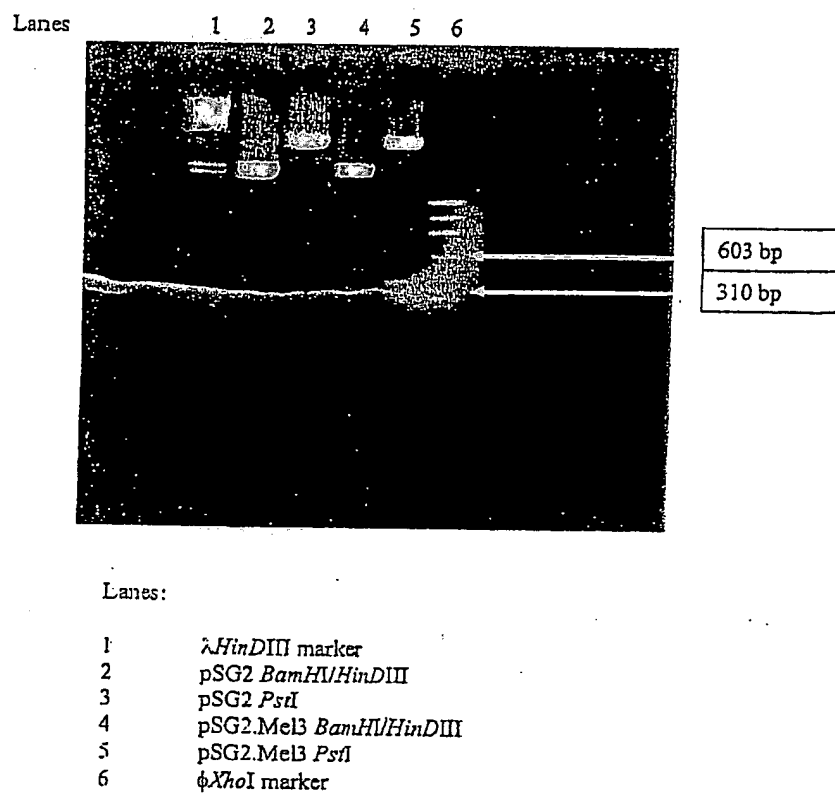 Lanes 1 2 3 4 5 6
603 bp
310 bp
Lanes:
1 λHinDIII marker
2 pSG2 BamHI/HinDIII
3 pSG2 PstI
4 pSG2.Mel3 BamHI/HinDIII
5 pSG2.Mel3 PstI
6 ϕXhoI marker